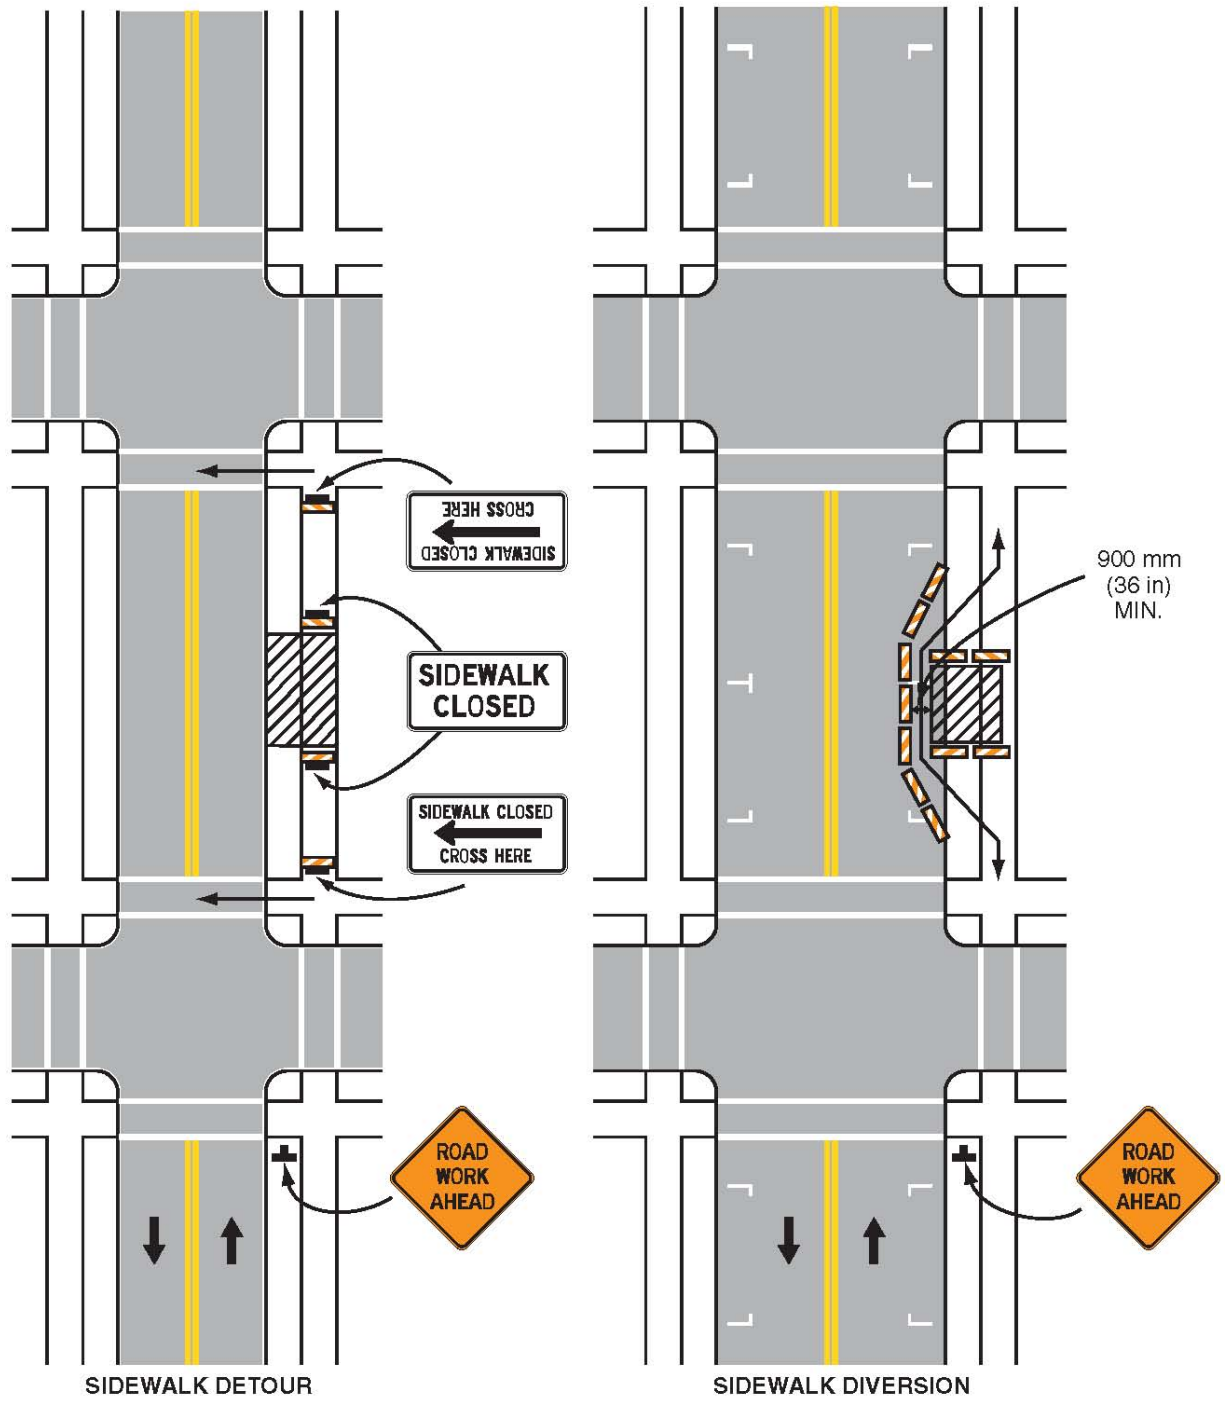 CROSS HERE
SIDEWALK CLOSED
900 mm
(36 in)
MIN.
SIDEWALK
CLOSED
SIDEWALK CLOSED
CROSS HERE
ROAD
WORK
AHEAD
ROAD
WORK
AHEAD
SIDEWALK DETOUR
SIDEWALK DIVERSION